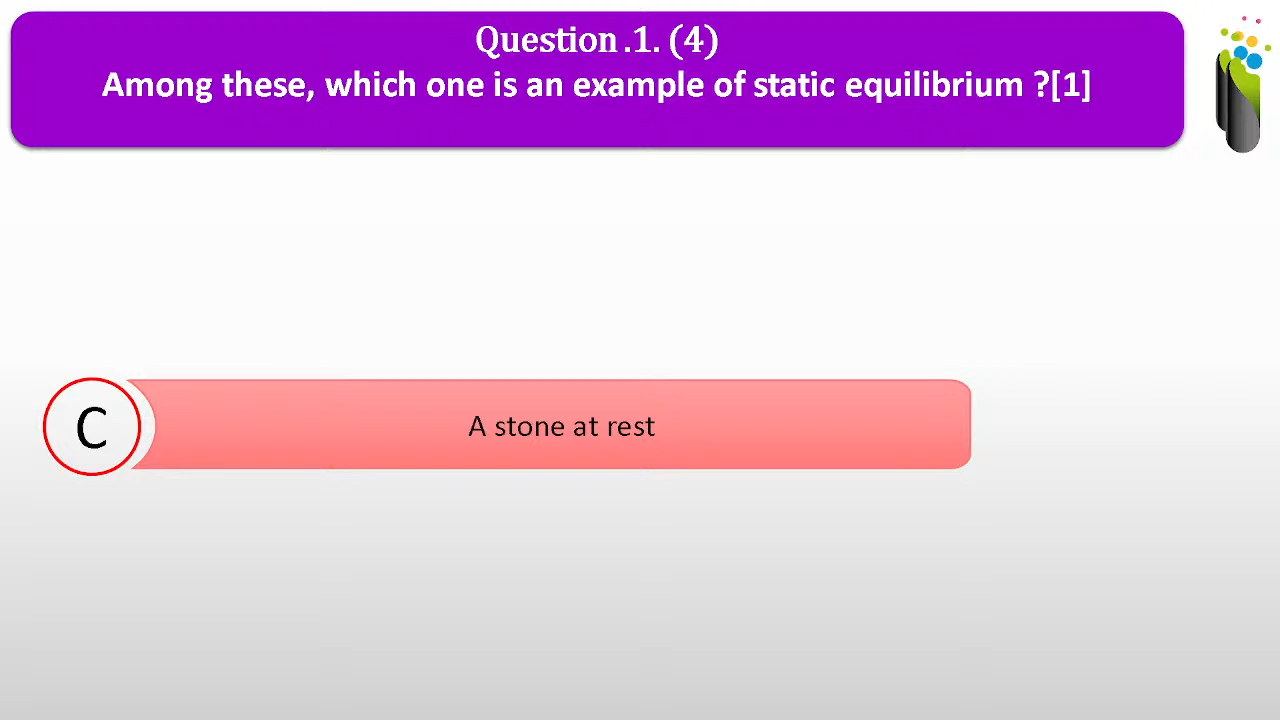 Question .1. (4)
Among these, which one is an example of static equilibrium ?[1]
C
A stone at rest